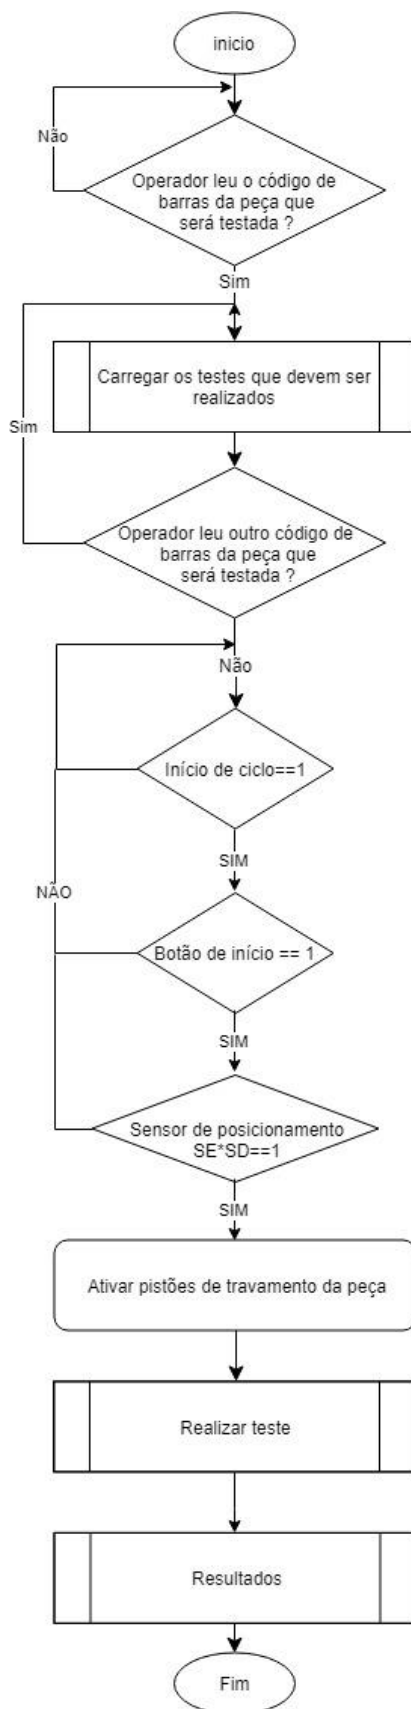 inicio
Não
Operador leu o código de
barras da peça que
será testada ?
Sim
Carregar os testes que devem ser
realizados
Sim
Operador leu outro código de
barras da peça que
será testada ?
Não
Início de ciclo==1
SIM
NÃO
Botão de início == 1
SIM
Sensor de posicionamento
SE*SD==1
SIM
Ativar pistões de travamento da peça
Realizar teste
Resultados
Fim